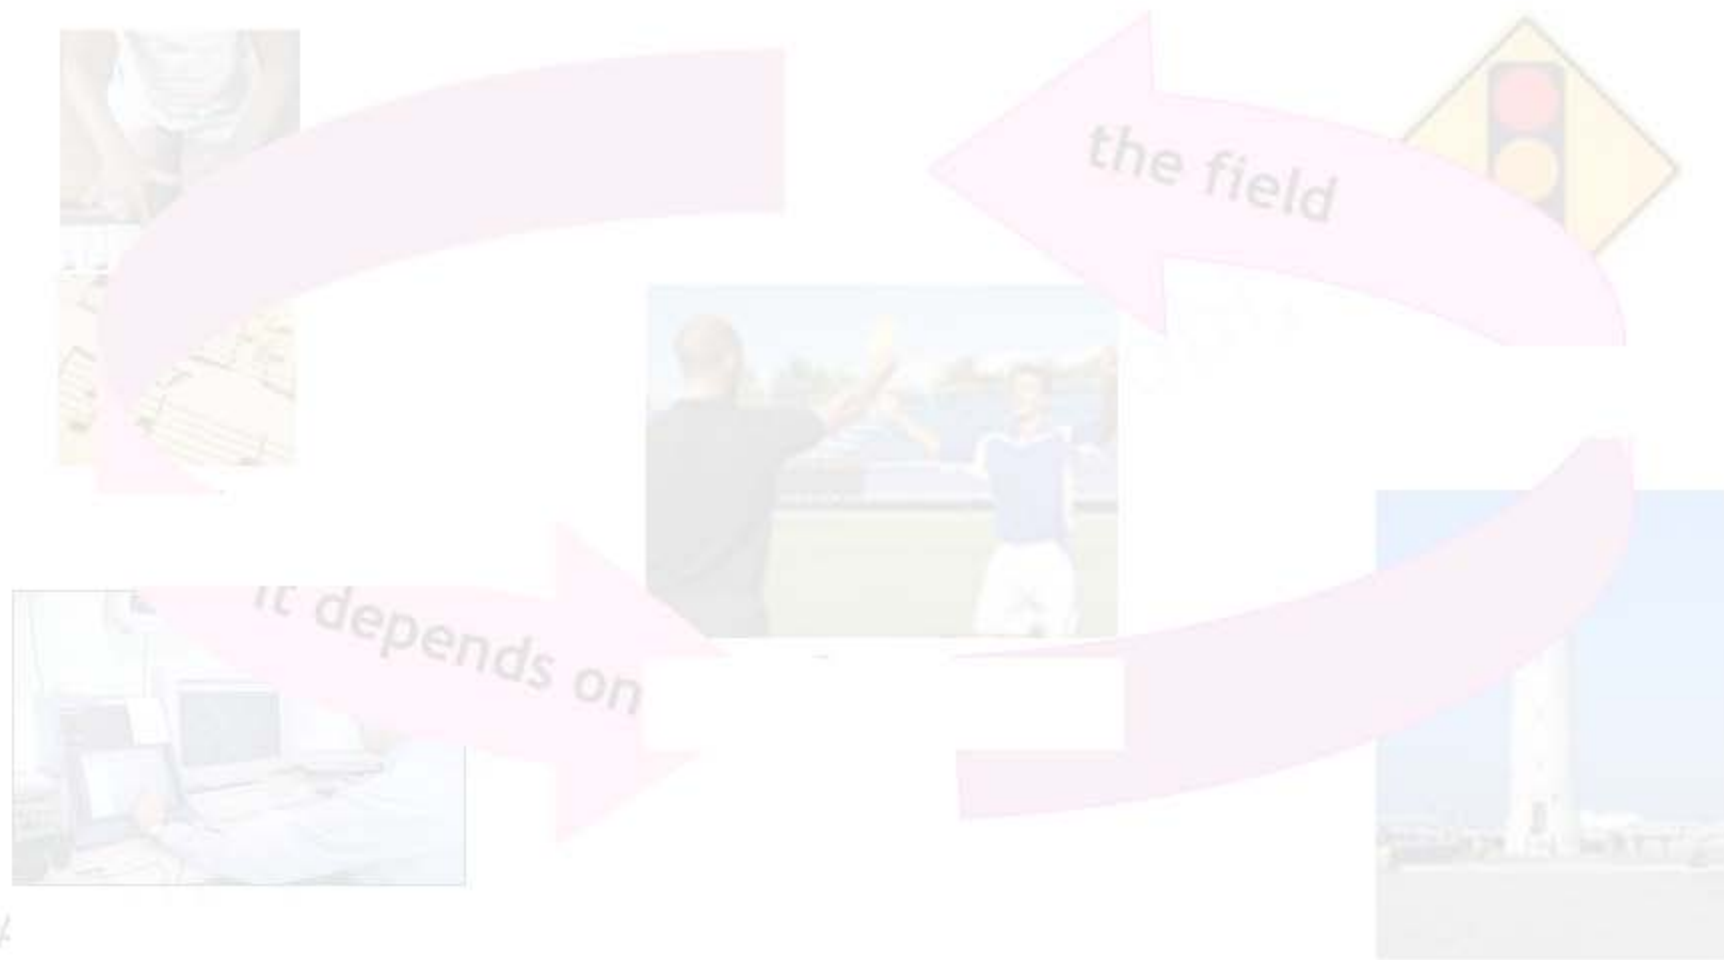 the field
it depends on